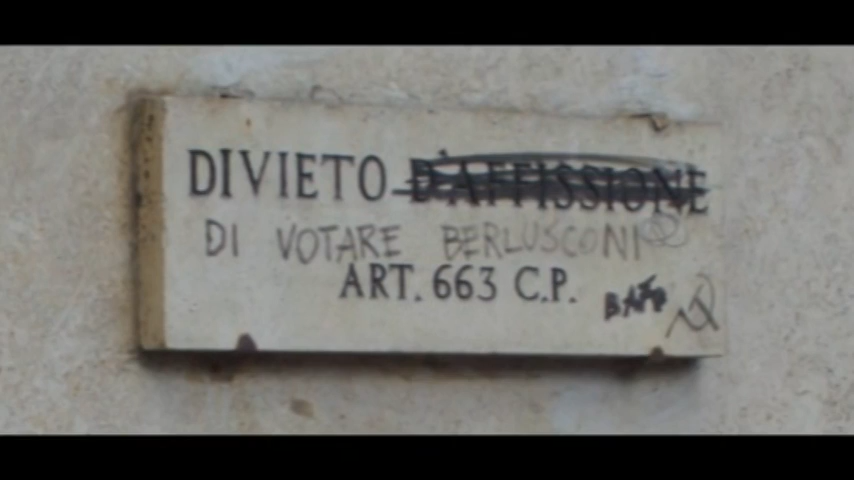 DIVIETO D'AFFISSIONE
DI VOTARE BERLUSCONI
ART. 663 C.P.